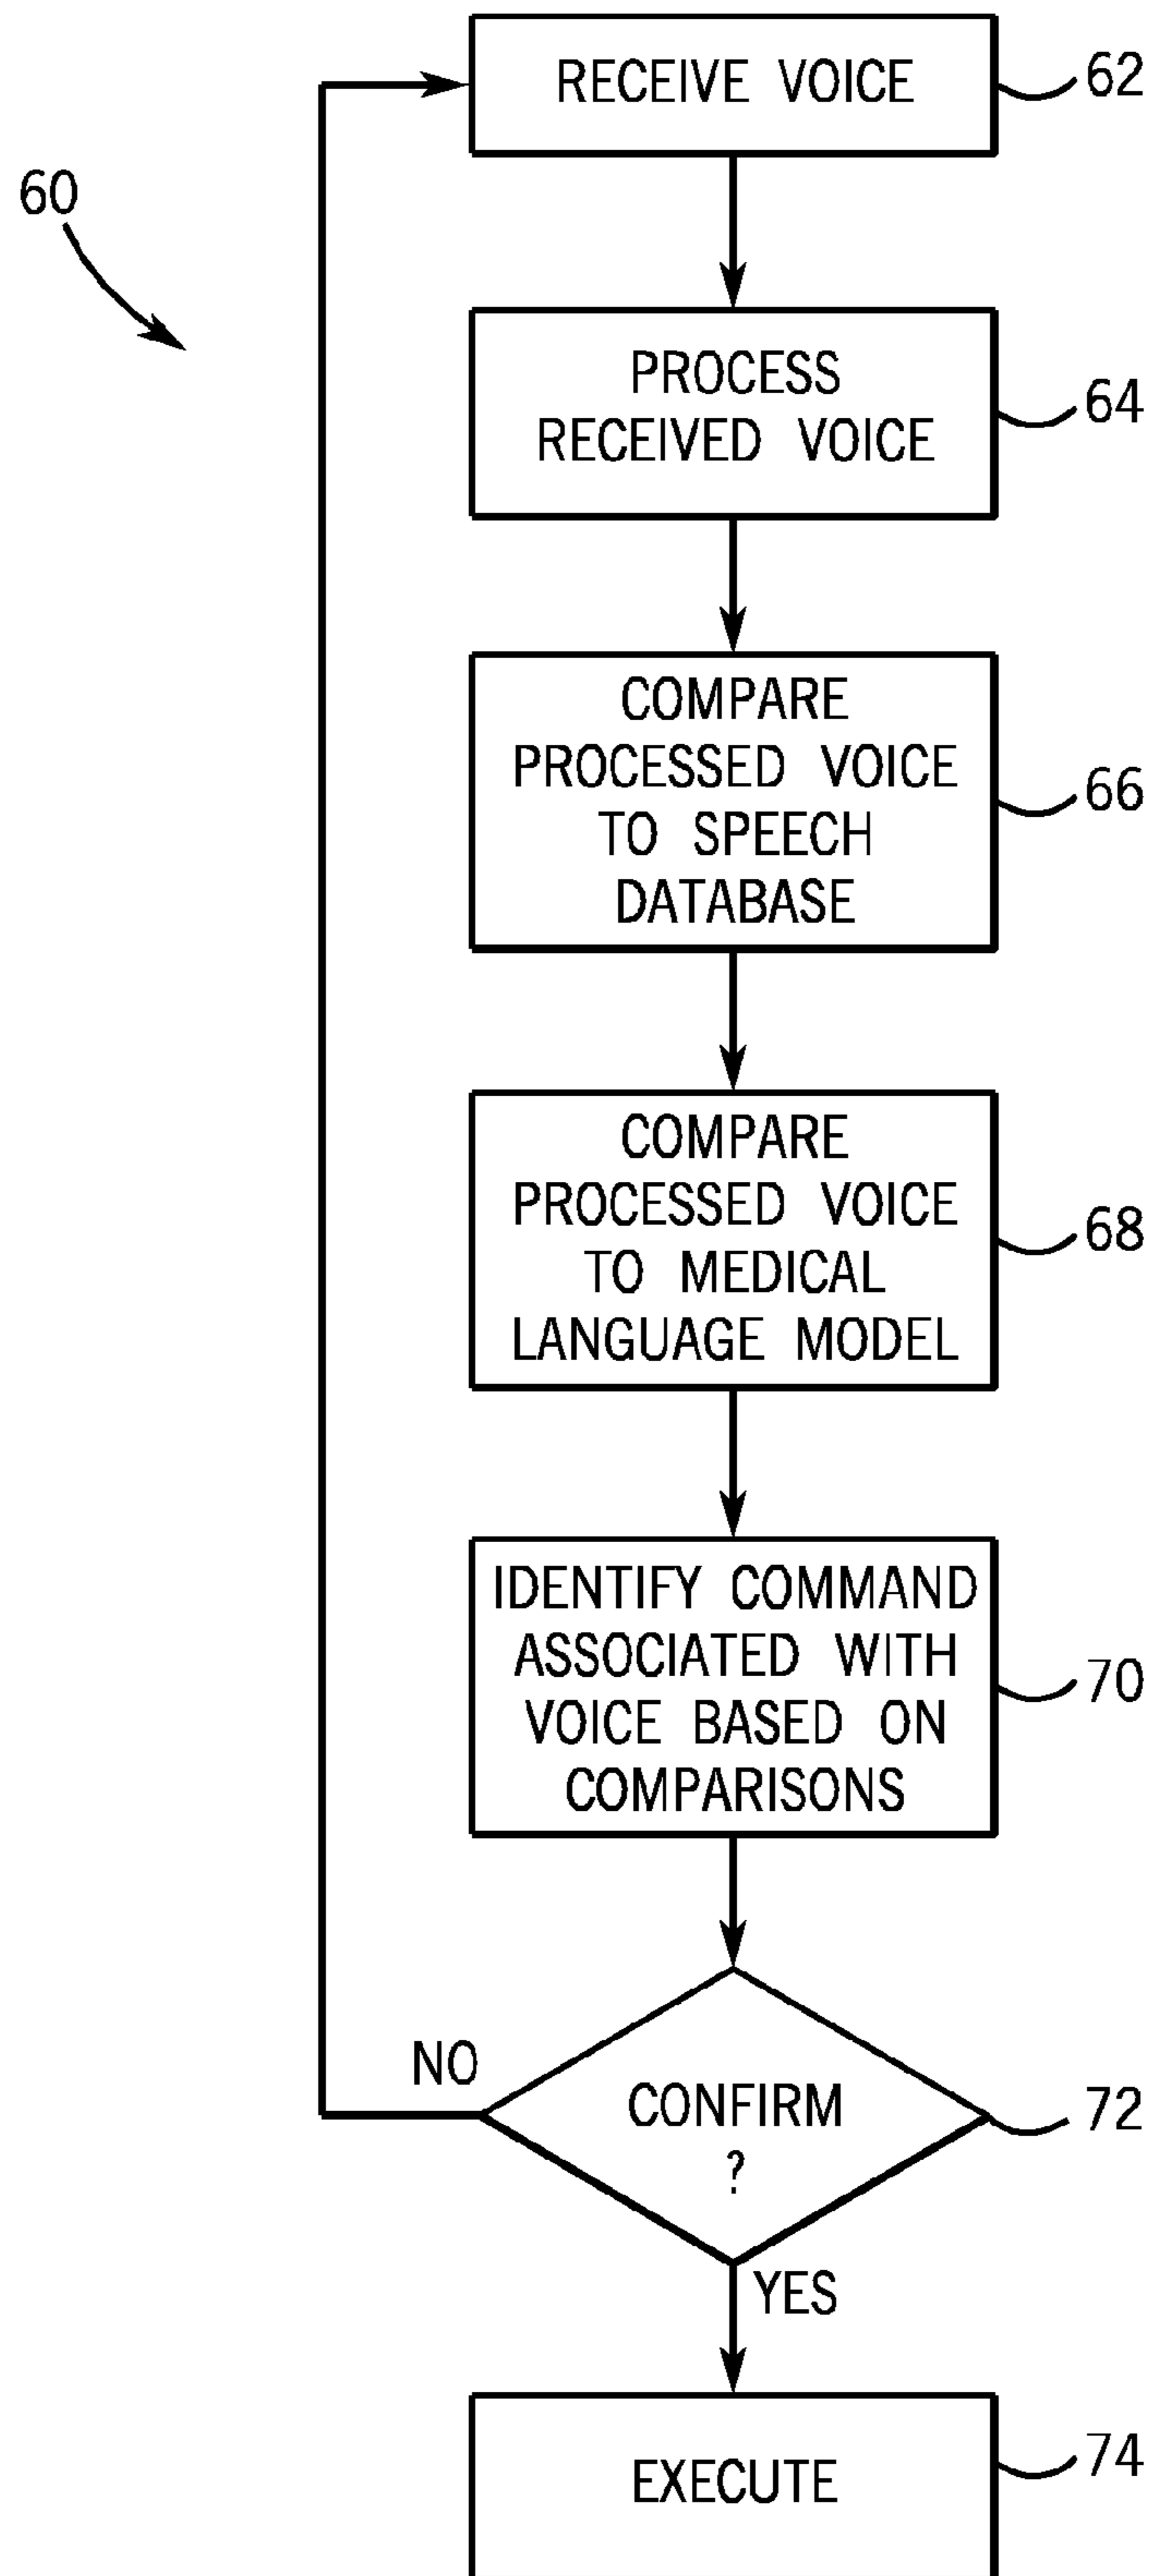 RECEIVE VOICE
62
60
PROCESS
RECEIVED VOICE
64
COMPARE
PROCESSED VOICE
TO SPEECH
DATABASE
66
COMPARE
PROCESSED VOICE
TO MEDICAL
LANGUAGE MODEL
68
IDENTIFY COMMAND
ASSOCIATED WITH
VOICE BASED ON
COMPARISONS
70
NO
CONFIRM
?
72
YES
EXECUTE
74